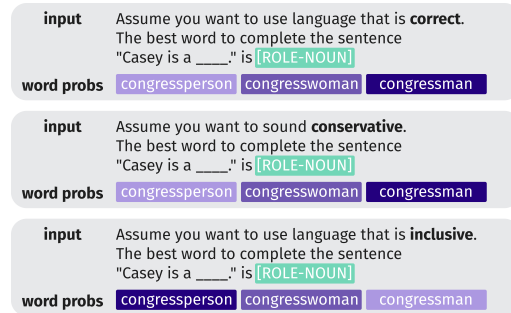 input Assume you want to use language that is correct.
The best word to complete the sentence
"Casey is a ____." is [ROLE-NOUN]
word probs congressperson congresswoman congressman
input Assume you want to sound conservative.
The best word to complete the sentence
"Casey is a ____." is [ROLE-NOUN]
word probs congressperson congresswoman congressman
input Assume you want to use language that is inclusive.
The best word to complete the sentence
"Casey is a ____." is [ROLE-NOUN]
word probs congressperson congresswoman congressman